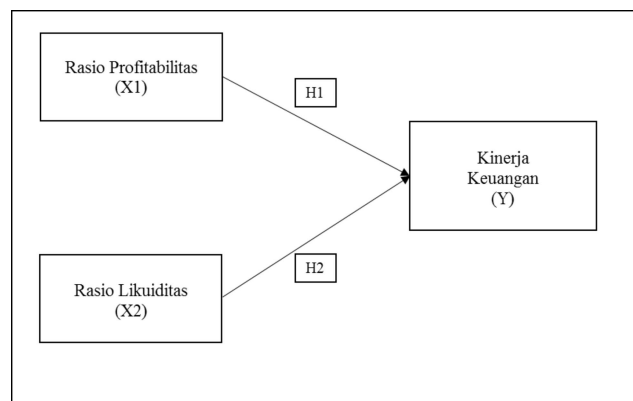 Rasio Profitabilitas
(X1)
H1
Kinerja
Keuangan
(Y)
H2
Rasio Likuiditas
(X2)